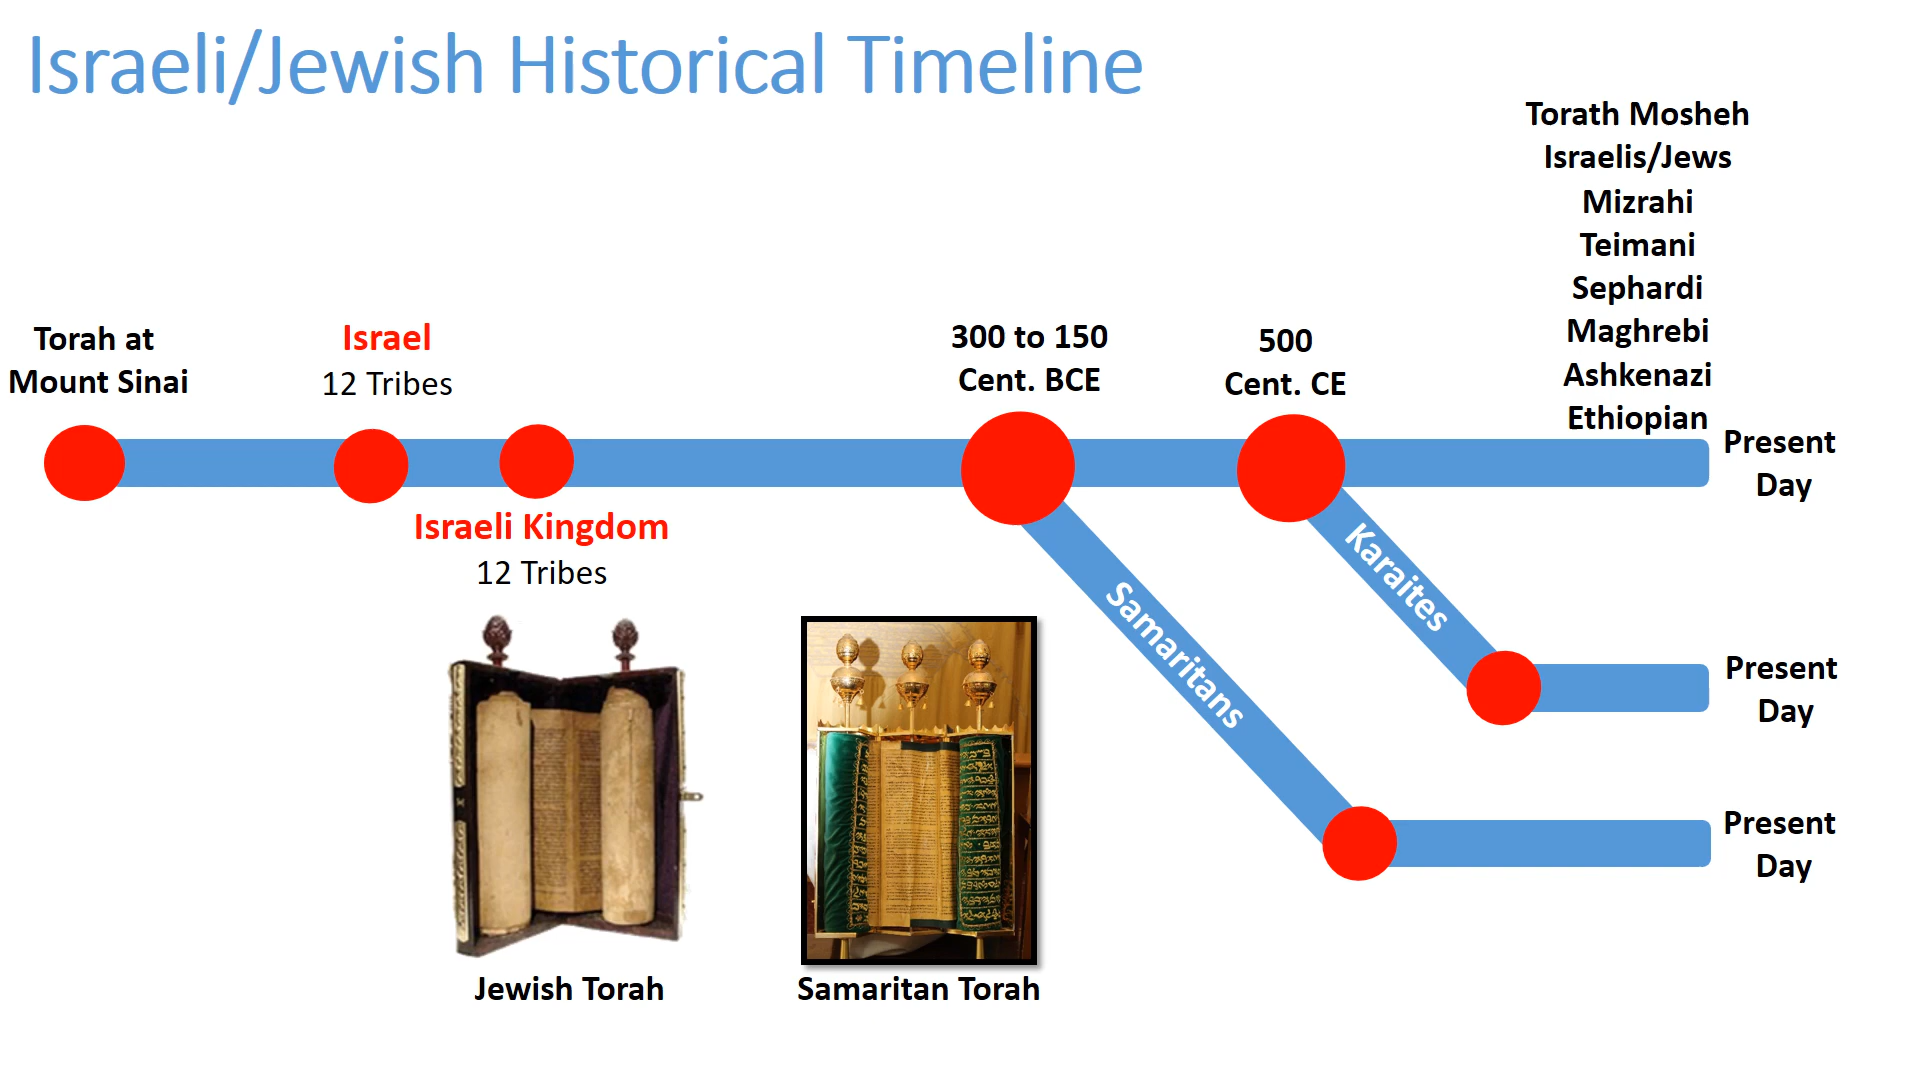 Israeli/Jewish Historical Timeline
Torath Mosheh
Israelis/Jews
Mizrahi
Teimani
Sephardi
Maghrebi
Ashkenazi
Ethiopian
Torah at
Mount Sinai
Israel
12 Tribes
300 to 150
Cent. BCE
500
Cent. CE
Present
Day
Israeli Kingdom
12 Tribes
Karaites
Samaritans
Present
Day
Present
Day
Jewish Torah
Samaritan Torah